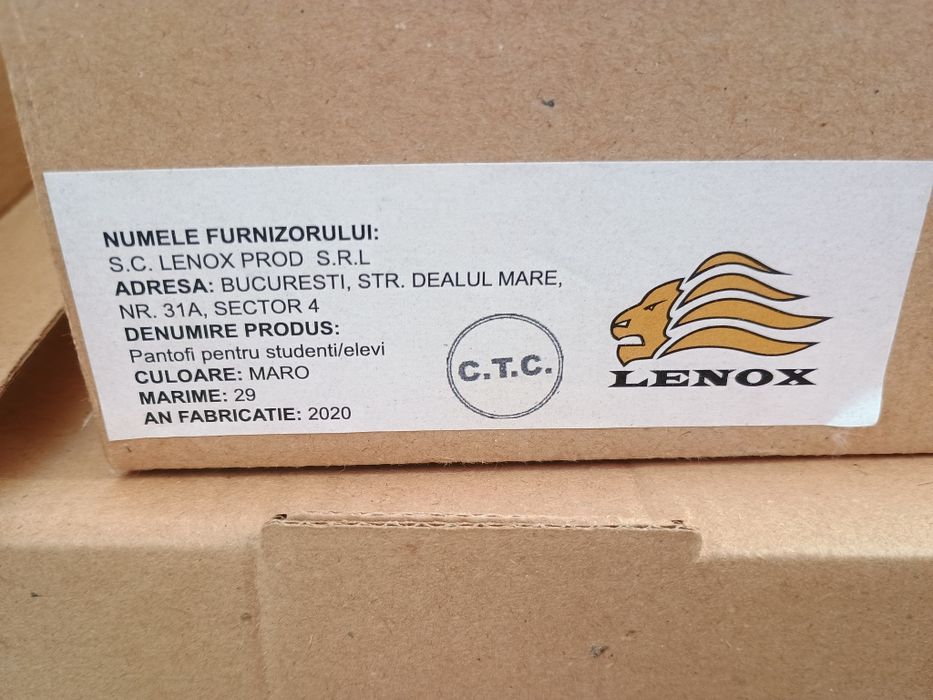 NUMELE FURNIZORULUI:
S.C. LENOX PROD S.R.L
ADRESA: BUCURESTI, STR. DEALUL MARE,
NR. 31A, SECTOR 4
DENUMIRE PRODUS:
Pantofi pentru studenti/elevi
CULOARE: MARO
MARIME: 29
AN FABRICATIE: 2020
C.T.C.
LENOX